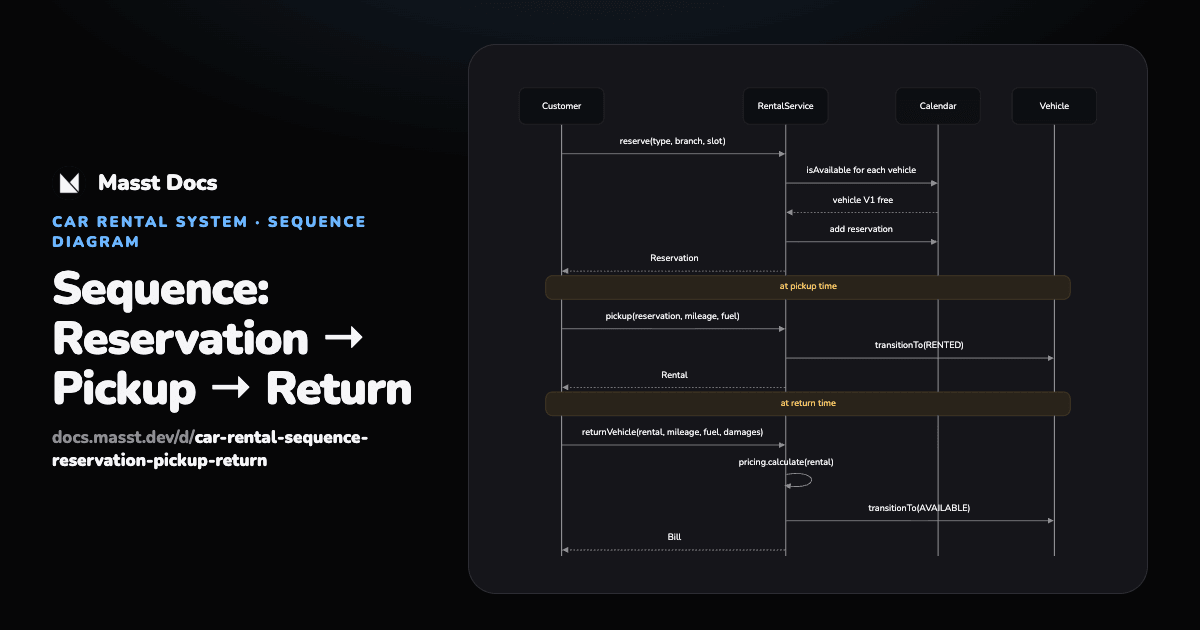 Masst Docs
CAR RENTAL SYSTEM · SEQUENCE
DIAGRAM
Sequence:
Reservation →
Pickup → Return
docs.masst.dev/d/car-rental-sequence-
reservation-pickup-return
Customer
RentalService
Calendar
Vehicle
reserve(type, branch, slot)
isAvailable for each vehicle
vehicle V1 free
add reservation
Reservation
at pickup time
pickup(reservation, mileage, fuel)
transitionTo(RENTED)
Rental
at return time
returnVehicle(rental, mileage, fuel, damages)
pricing.calculate(rental)
transitionTo(AVAILABLE)
Bill